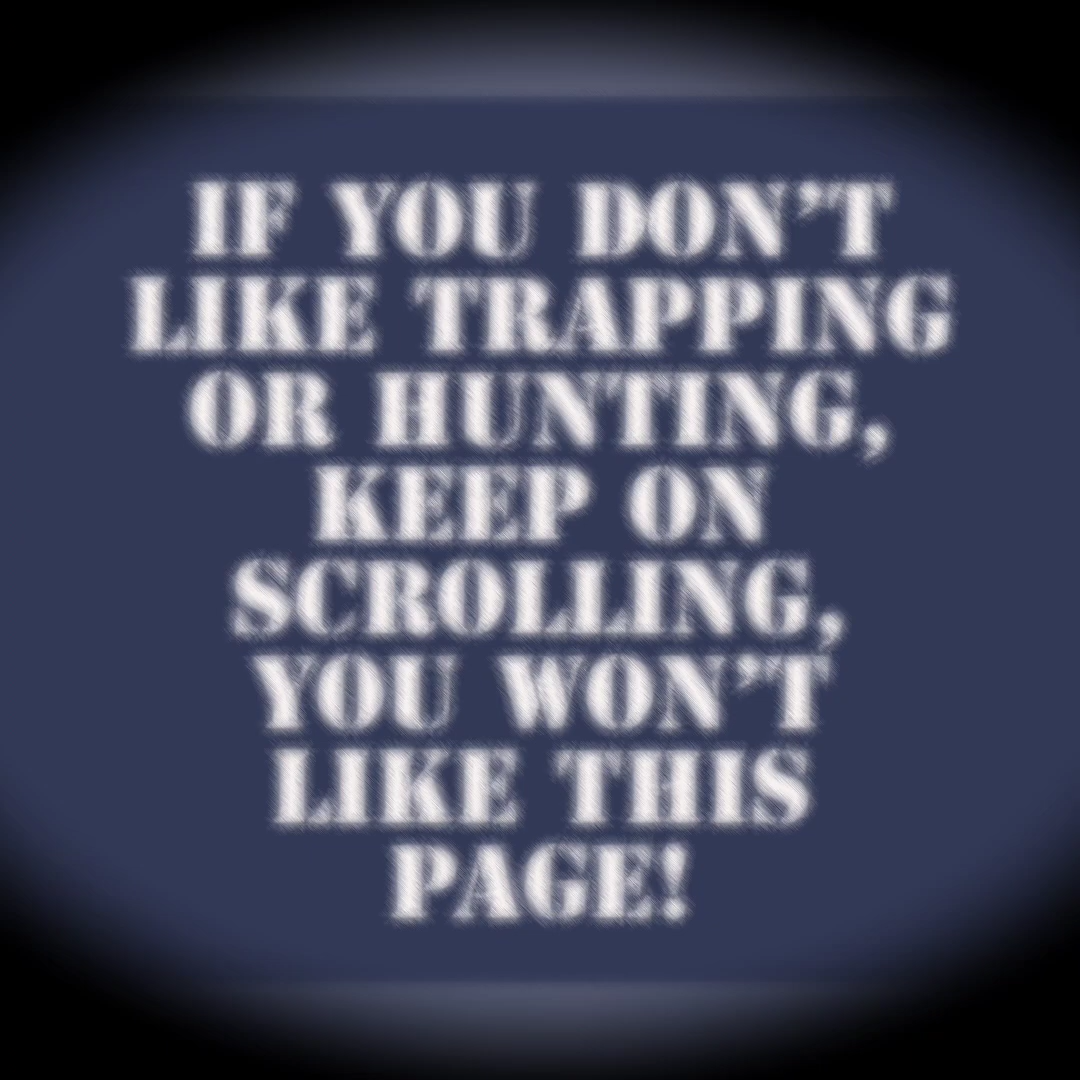 IF YOU DON'T
LIKE TRAPPING
OR HUNTING,
KEEP ON
SCROLLING,
YOU WON'T
LIKE THIS
PAGE!